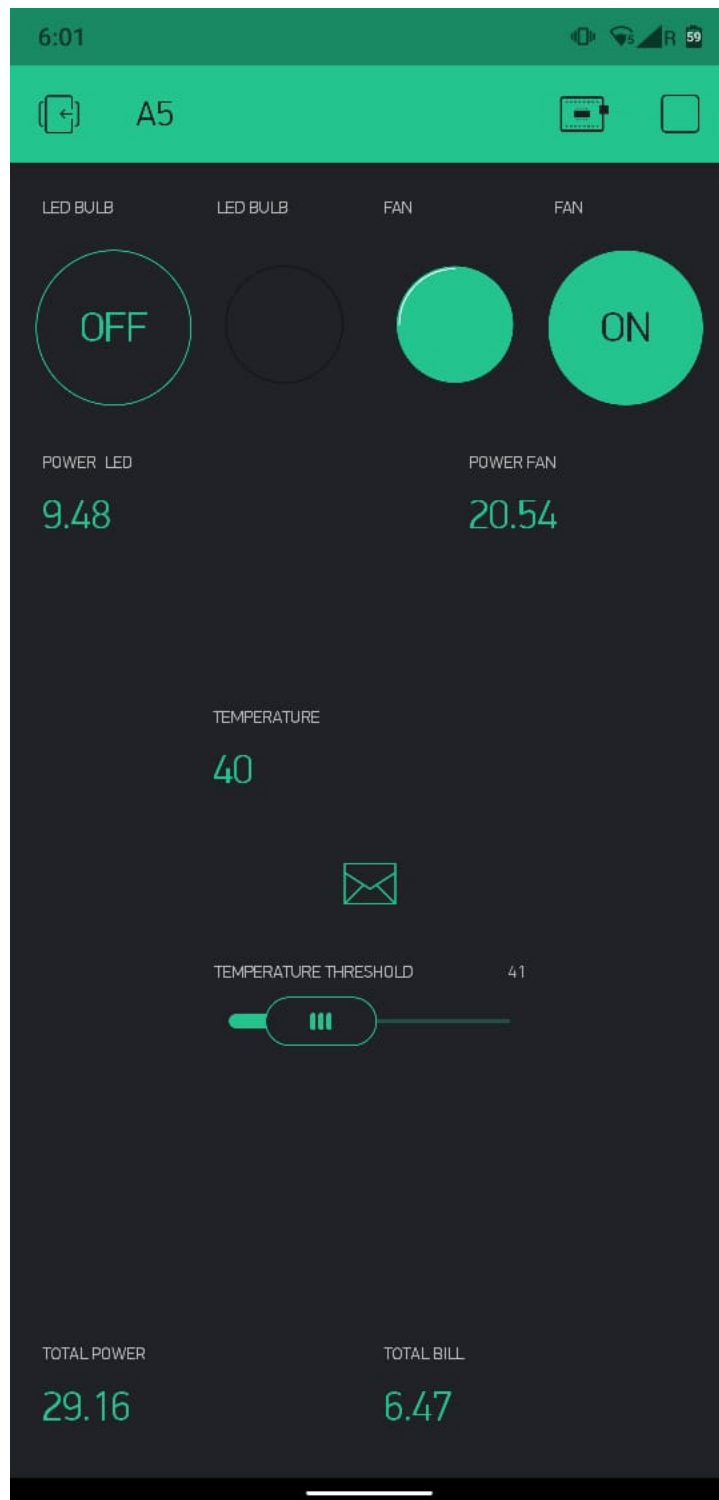 6:01 5 R 59
A5
LED BULB LED BULB FAN FAN
OFF ON
POWER LED POWER FAN
9.48 20.54
TEMPERATURE
40
TEMPERATURE THRESHOLD 41
TOTAL POWER TOTAL BILL
29.16 6.47